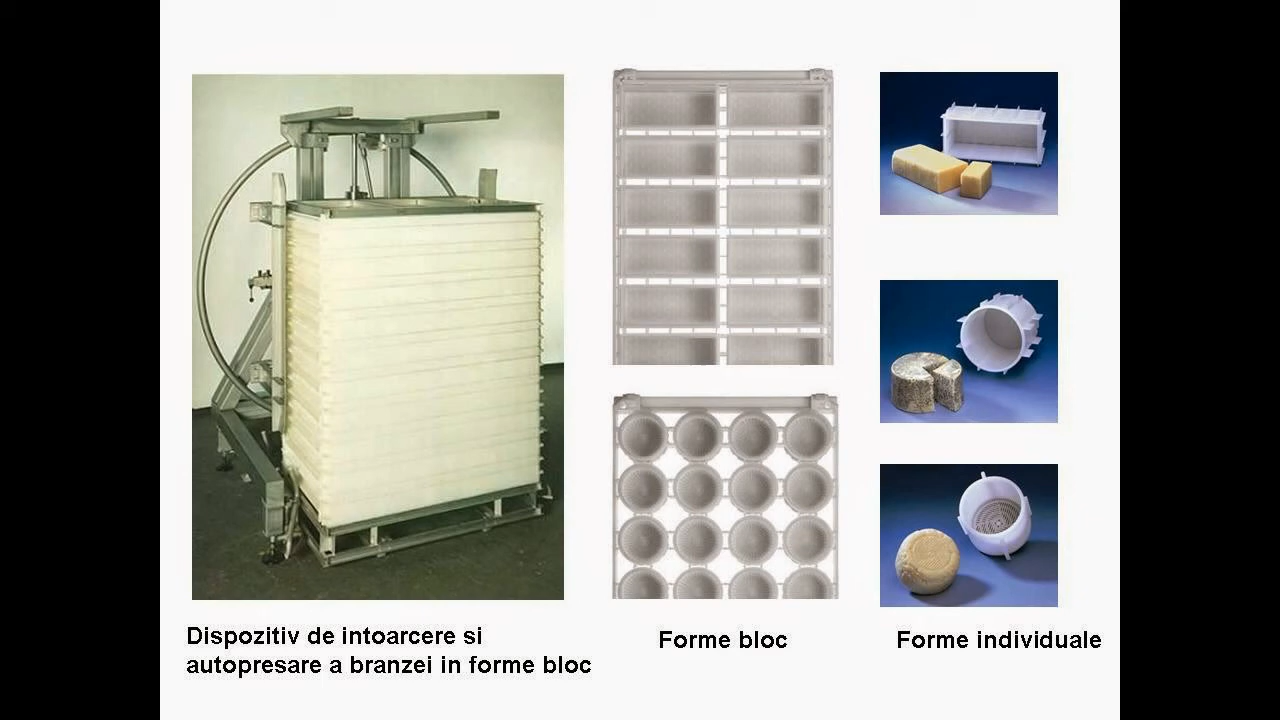 Dispozitiv de intoarcere si
autopresare a branzei in forme bloc
Forme bloc
Forme individuale